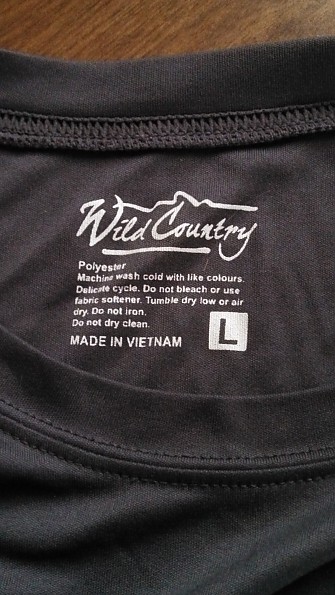 Wild Country
Polyester
Machine wash cold with like colours.
Delicate cycle. Do not bleach or use
fabric softener. Tumble dry low or air
dry. Do not iron.
Do not dry clean.
MADE IN VIETNAM
L